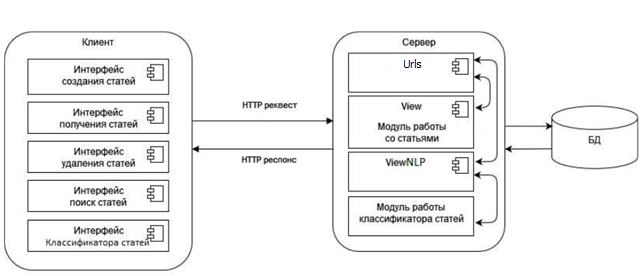 Клиент
Интерфейс
создания статей
Интерфейс
получения статей
Интерфейс
удаления статей
Интерфейс
поиск статей
Интерфейс
Классификатора статей
HTTP реквест
HTTP респонс
Сервер
Urls
View
Модуль работы
со статьями
ViewNLP
Модуль работы
классификатора статей
БД